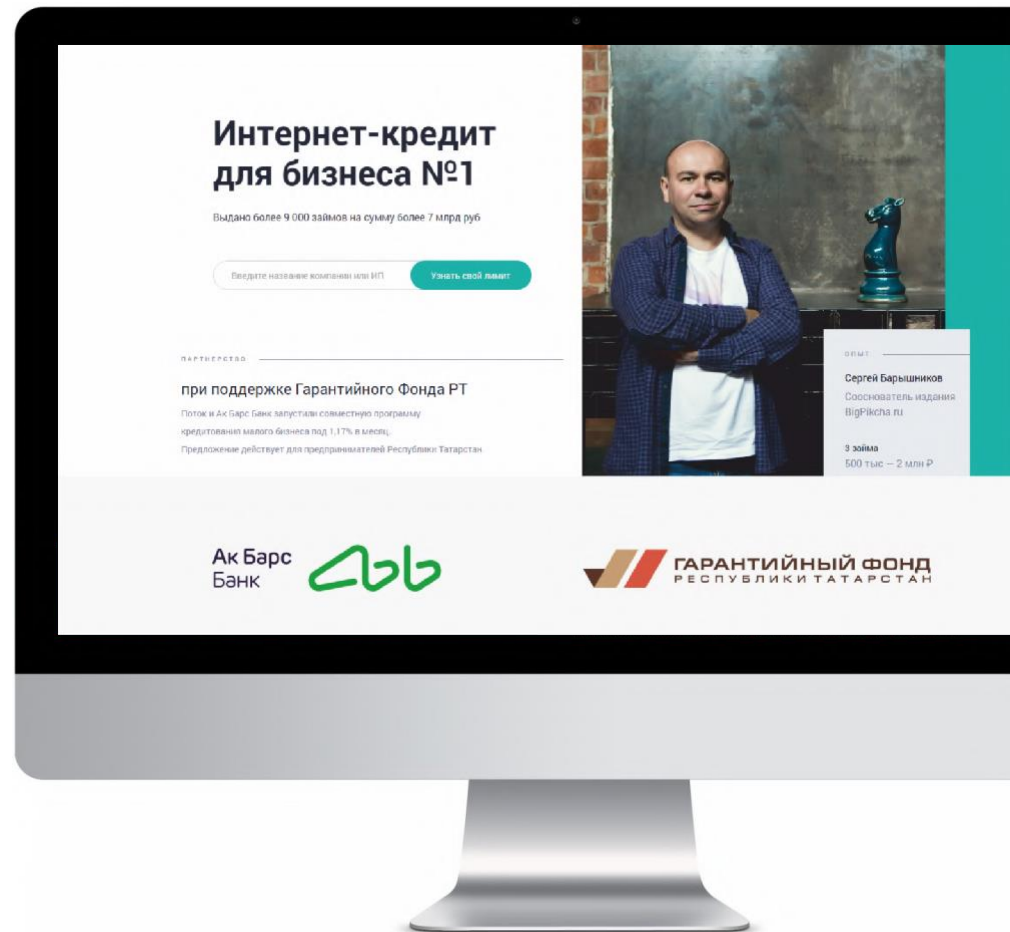 Интернет-кредит
для бизнеса №1
Выдано более 9 000 займов на сумму более 7 млрд руб
Введите название компании или ИП
Узнать свой лимит
ПАРТНЕРСТВО
при поддержке Гарантийного Фонда РТ
Поток и Ак Барс Банк запустили совместную программу
кредитования малого бизнеса под 1,17% в месяц.
Предложение действует для предпринимателей Республики Татарстан
ОПЫТ
Сергей Барышников
Сооснователь издания
BigPikcha.ru
3 займа
500 тыс — 2 млн ₽
Ак Барс
Банк
ГАРАНТИЙНЫЙ ФОНД
РЕСПУБЛИКИ ТАТАРСТАН